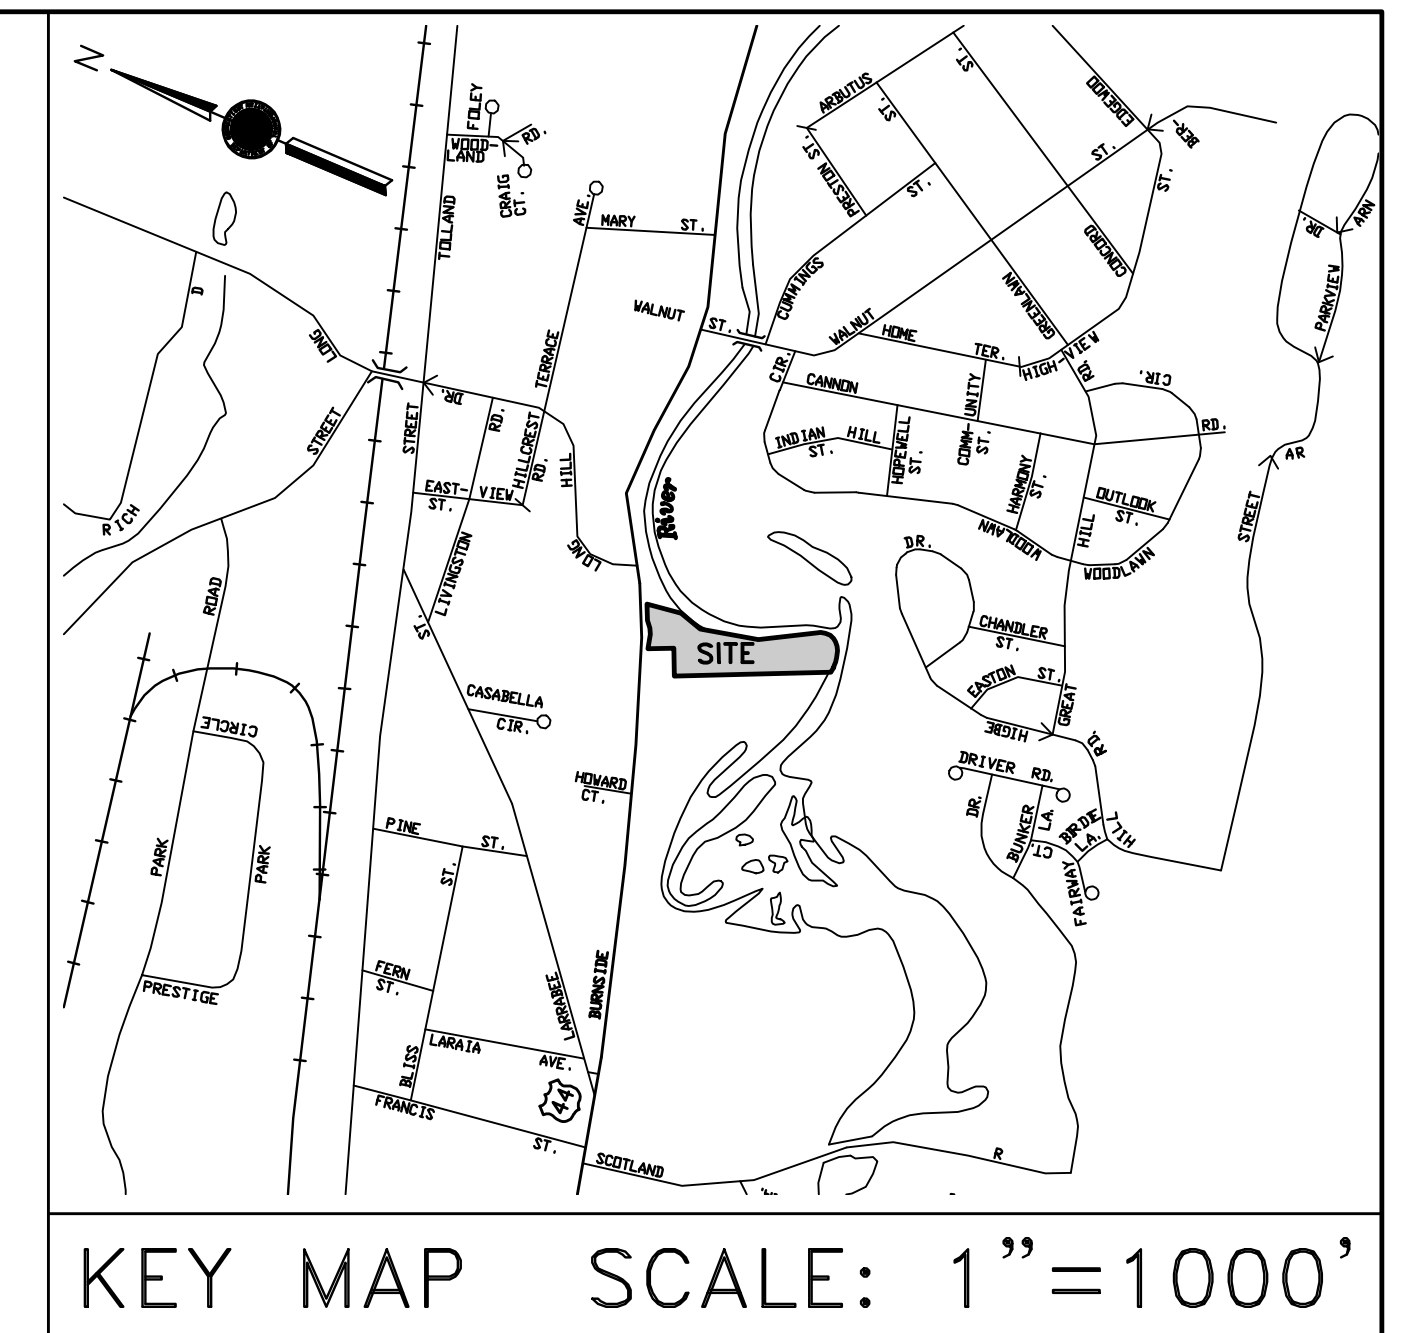 N
FOLEY
WOOD-
LAND
RD.
CRAIG
CT.
TOLLAND
AVE.
MARY ST.
ARBUTUS
ST.
ST.
PRESTON ST.
ST.
EDGEWOOD
BER-
ST.
ST.
CONCORD
GREENLAWN
CUMMINGS
DR.
ARN
PARKVIEW
D
LONG
STREET
STREET
DR.
RD.
TERRACE
HILLCREST
RD.
HILL
LONG
WALNUT
ST.
WALNUT
HOME
TER.
HIGH-VIEW
RD.
CIR.
CANNON
COMM-UNITY
ST.
INDIAN HILL
ST.
HOPEWELL
ST.
HARMONY
ST.
CIR.
RD.
OUTLOOK
ST.
HILL
WOODLAWN
WOODLAWN
AR
STREET
RICH
EAST-VIEW
ST.
LIVINGSTON
ST.
River
ROAD
DR.
CHANDLER
ST.
EASTON ST.
GREAT
HIGBE
RD.
SITE
CASABELLA
CIR.
HOWARD
CT.
CIRCLE
PARK
PARK
PRESTIGE
PINE ST.
ST.
DRIVER RD.
DR.
BUNKER
LA.
CT.
BIRDIE
LA.
HILL
FAIRWAY
FERN
ST.
LARRABEE
BURNSIDE
LARAIA AVE.
BLISS
44
FRANCIS ST.
SCOTLAND
R
KEY MAP SCALE: 1"=1000'